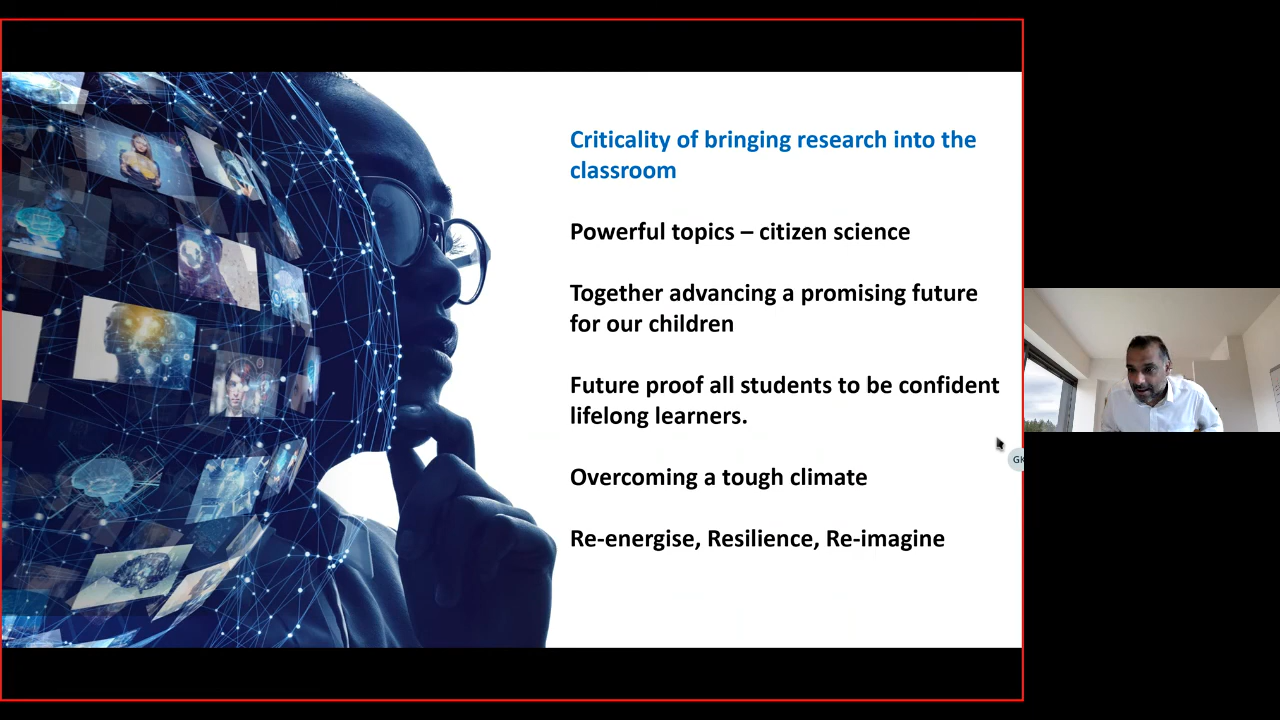 Criticality of bringing research into the
classroom
Powerful topics – citizen science
Together advancing a promising future
for our children
Future proof all students to be confident
lifelong learners.
Overcoming a tough climate
Re-energise, Resilience, Re-imagine
GK